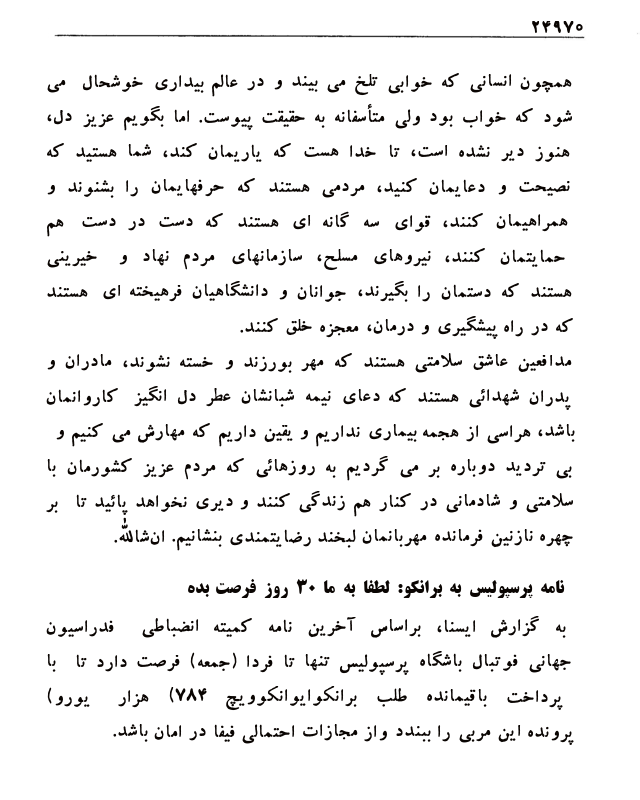 ۲۴۹۷۰
همچون انسانی که خوابی تلخ می بیند و در عالم بیداری خوشحال می
شود که خواب بود ولی متأسفانه به حقیقت پیوست. اما بگویم عزیز دل،
هنوز دیر نشده است، تا خدا هست که یاریمان کند، شما هستید که
نصیحت و دعایمان کنید، مردمی هستند که حرفهایمان را بشنوند و
همراهیمان کنند، قوای سه گانه ای هستند که دست در دست هم
حمایتمان کنند، نیروهای مسلح، سازمانهای مردم نهاد و خیرینی
هستند که دستمان را بگیرند، جوانان و دانشگاهیان فرهیخته ای هستند
که در راه پیشگیری و درمان، معجزه خلق کنند.
مدافعین عاشق سلامتی هستند که مهر بورزند و خسته نشوند، مادران و
پدران شهدائی هستند که دعای نیمه شبانشان عطر دل انگیز کاروانمان
باشد، هراسی از هجمه بیماری نداریم و یقین داریم که مهارش می کنیم و
بی تردید دوباره بر می گردیم به روزهائی که مردم عزیز کشورمان با
سلامتی و شادمانی در کنار هم زندگی کنند و دیری نخواهد پائید تا بر
چهره نازنین فرمانده مهربانمان لبخند رضایتمندی بنشانیم. ان‌شالله.
نامه پرسپولیس به برانکو: لطفا به ما ۳۰ روز فرصت بده
به گزارش ایسنا، براساس آخرین نامه کمیته انضباطی فدراسیون
جهانی فوتبال باشگاه پرسپولیس تنها تا فردا (جمعه) فرصت دارد تا با
پرداخت باقیمانده طلب برانکوایوانکوویچ ۷۸۴) هزار یورو)
پرونده این مربی را ببندد واز مجازات احتمالی فیفا در امان باشد.